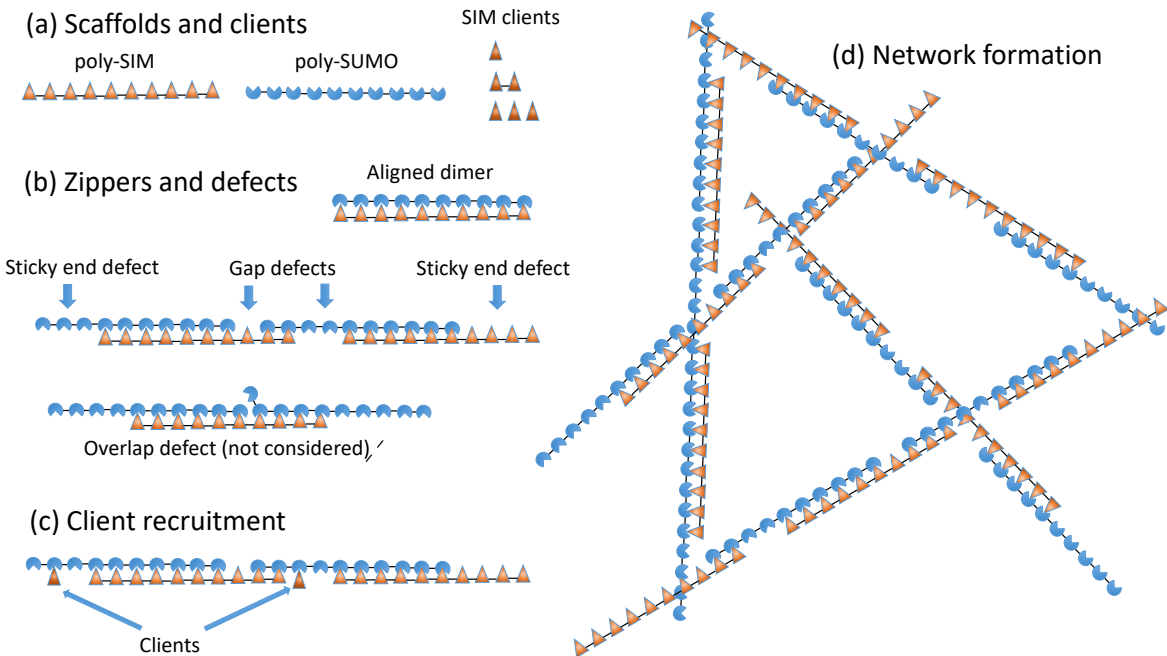 (a) Scaffolds and clients
poly-SIM
poly-SUMO
SIM clients
(b) Zippers and defects
Aligned dimer
Sticky end defect
Gap defects
Sticky end defect
Overlap defect (not considered)
(c) Client recruitment
Clients
(d) Network formation